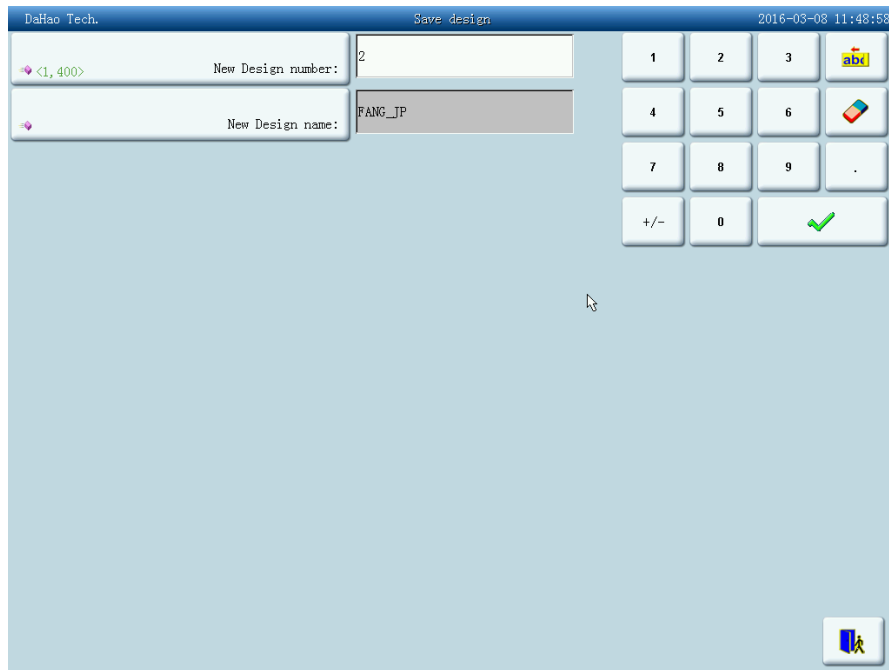 DaHao Tech. Save design 2016-03-08 11:48:58
<1,400> New Design number: 2
New Design name: FANG_JP
1 2 3 abc
4 5 6
7 8 9 .
+/- 0